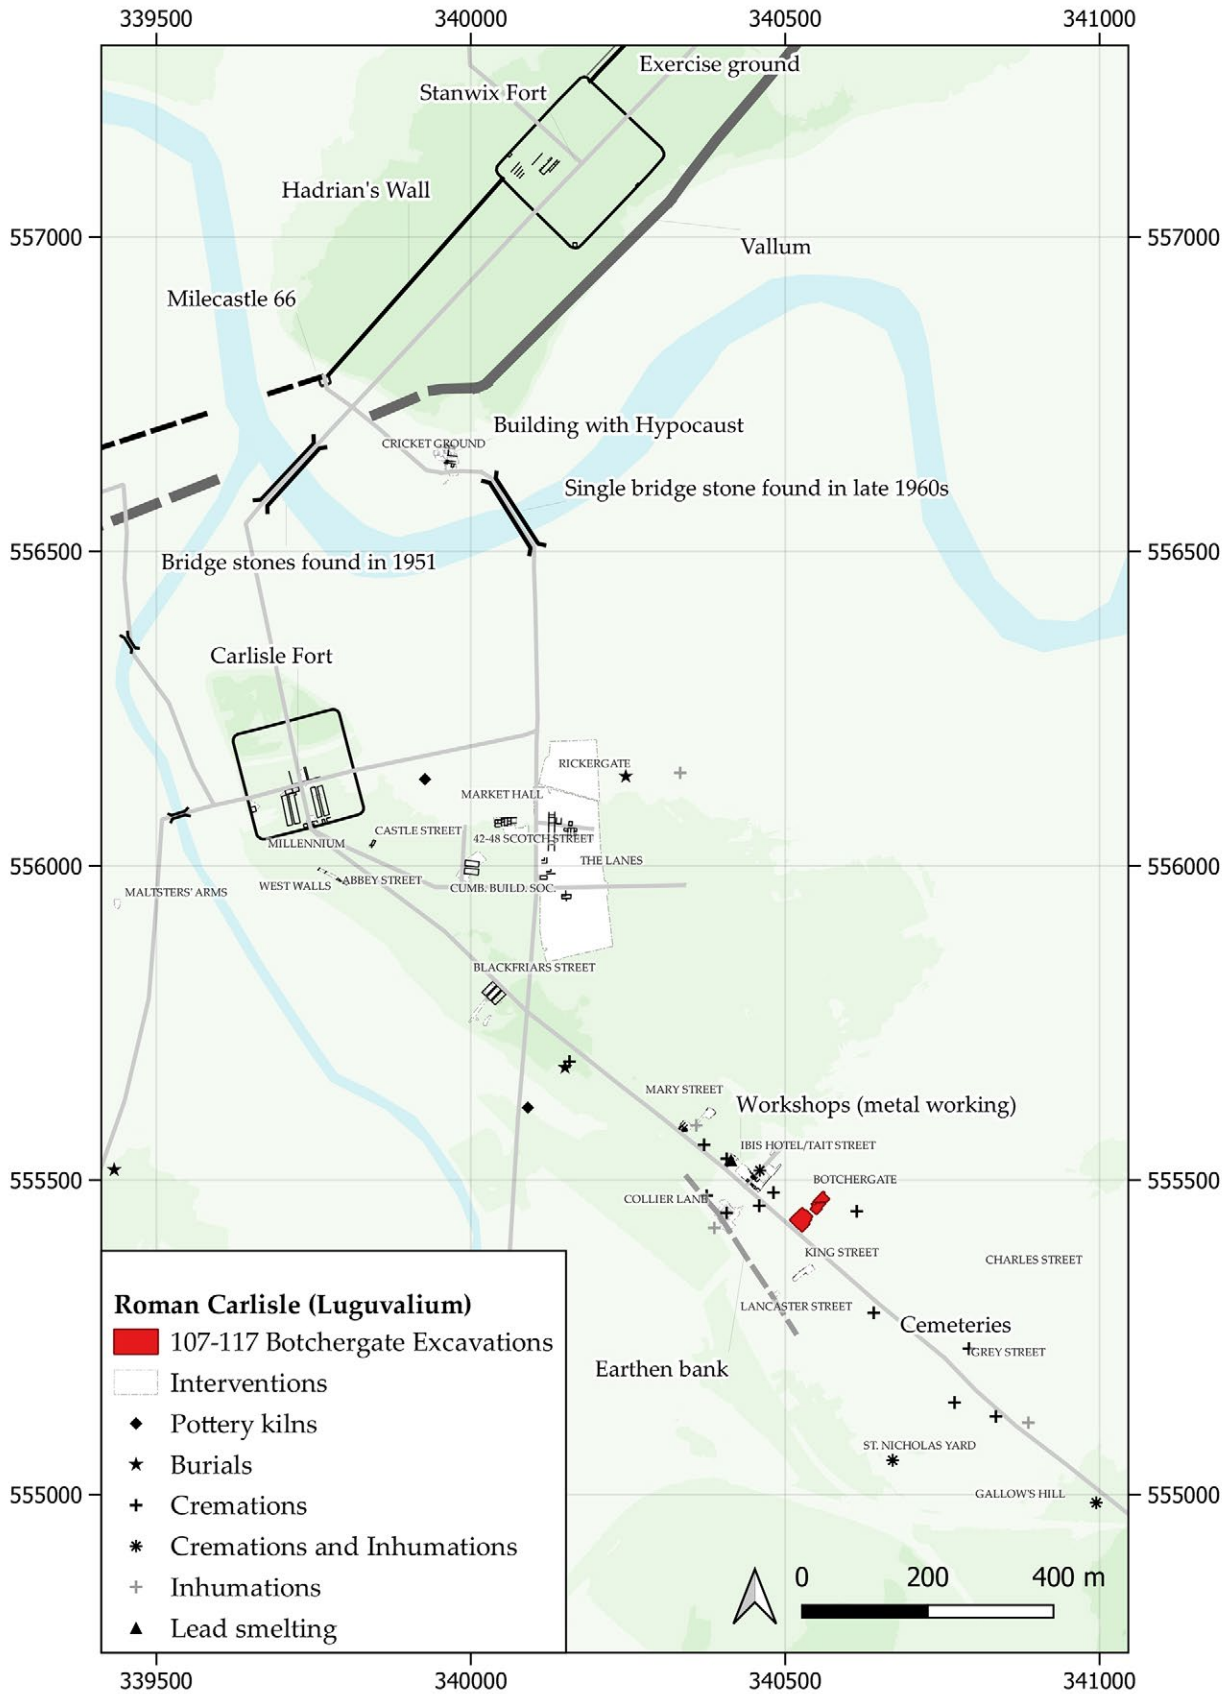 339500
340000
340500
341000
Exercise ground
Stanwix Fort
Hadrian's Wall
557000
557000
Vallum
Milecastle 66
Building with Hypocaust
CRICKET GROUND
Single bridge stone found in late 1960s
556500
556500
Bridge stones found in 1951
Carlisle Fort
RICKERGATE
MARKET HALL
CASTLE STREET
42-48 SCOTCH STREET
MILLENNIUM
THE LANES
556000
556000
ABBEY STREET
WEST WALLS
CUMB. BUILD. SOC.
MALTSTERS' ARMS
BLACKFRIARS STREET
MARY STREET
Workshops (metal working)
IBIS HOTEL/TAIT STREET
555500
555500
BOTCHERGATE
COLLIER LANE
KING STREET
CHARLES STREET
LANCASTER STREET
Cemeteries
GREY STREET
Earthen bank
ST. NICHOLAS YARD
GALLOW'S HILL
555000
555000
Roman Carlisle (Luguvalium)
107-117 Botchergate Excavations
Interventions
Pottery kilns
Burials
Cremations
Cremations and Inhumations
Inhumations
Lead smelting
0 200 400 m
339500
340000
340500
341000